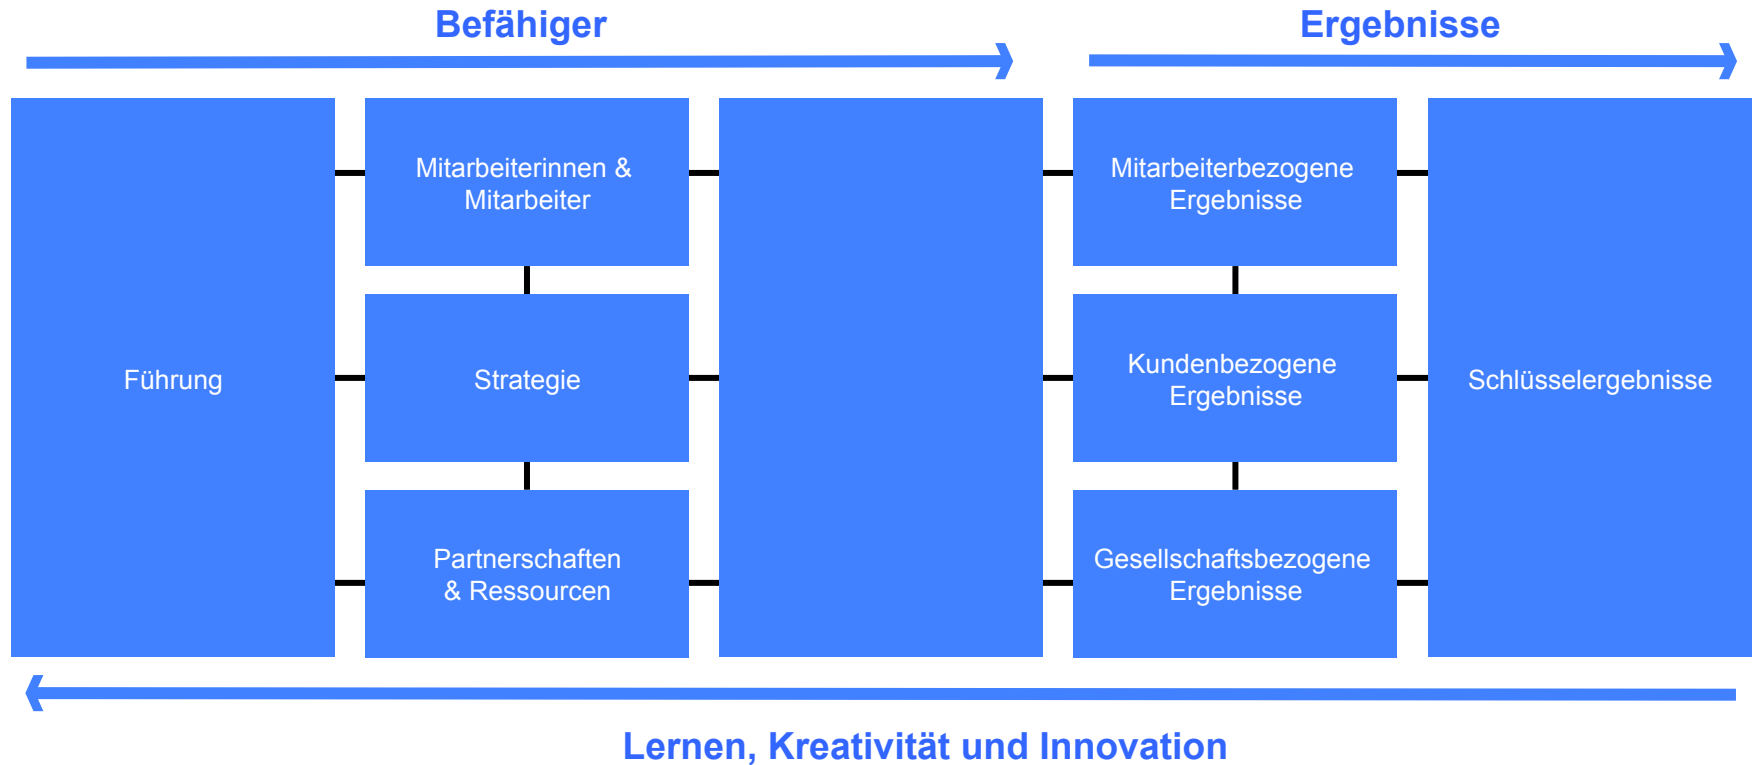 Befähiger
Ergebnisse
Führung
Mitarbeiterinnen &
Mitarbeiter
Strategie
Partnerschaften
& Ressourcen
Mitarbeiterbezogene
Ergebnisse
Kundenbezogene
Ergebnisse
Gesellschaftsbezogene
Ergebnisse
Schlüsselergebnisse
Lernen, Kreativität und Innovation